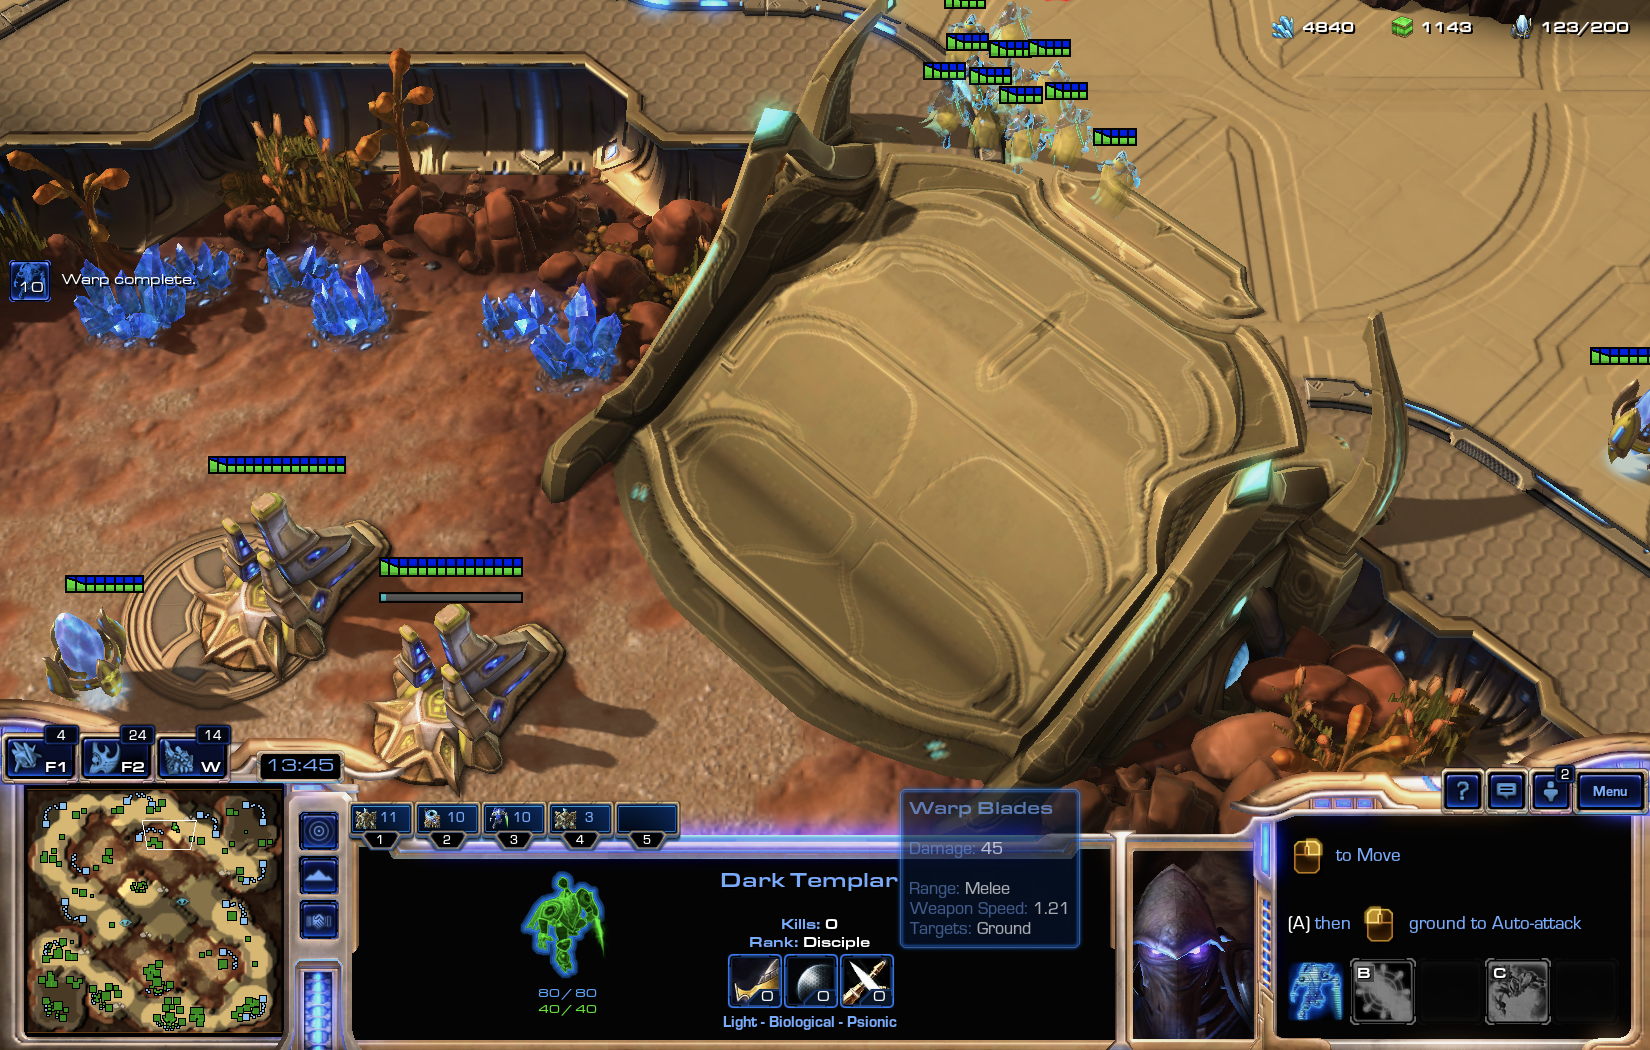 4840 1143 123/200
10 Warp complete.
4 24 14
F1 F2 W
13:45
2
? Menu
11 10 10 3
1 2 3 4 5
Warp Blades
Damage: 45
Range: Melee
Weapon Speed: 1.21
Targets: Ground
Dark Templar
Kills: 0
Rank: Disciple
0 0 0
80/80
40/40
Light - Biological - Psionic
to Move
(A) then ground to Auto-attack
B C